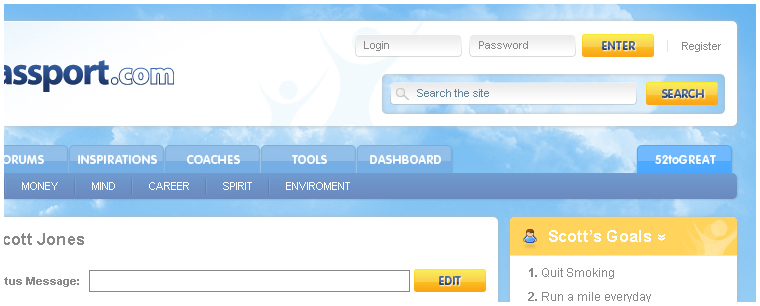 Login Password ENTER Register
assport.com
Search the site SEARCH
ORUMS INSPIRATIONS COACHES TOOLS DASHBOARD 52toGREAT
MONEY MIND CAREER SPIRIT ENVIROMENT
cott Jones
Scott's Goals
tus Message: EDIT
1. Quit Smoking
2. Run a mile everyday